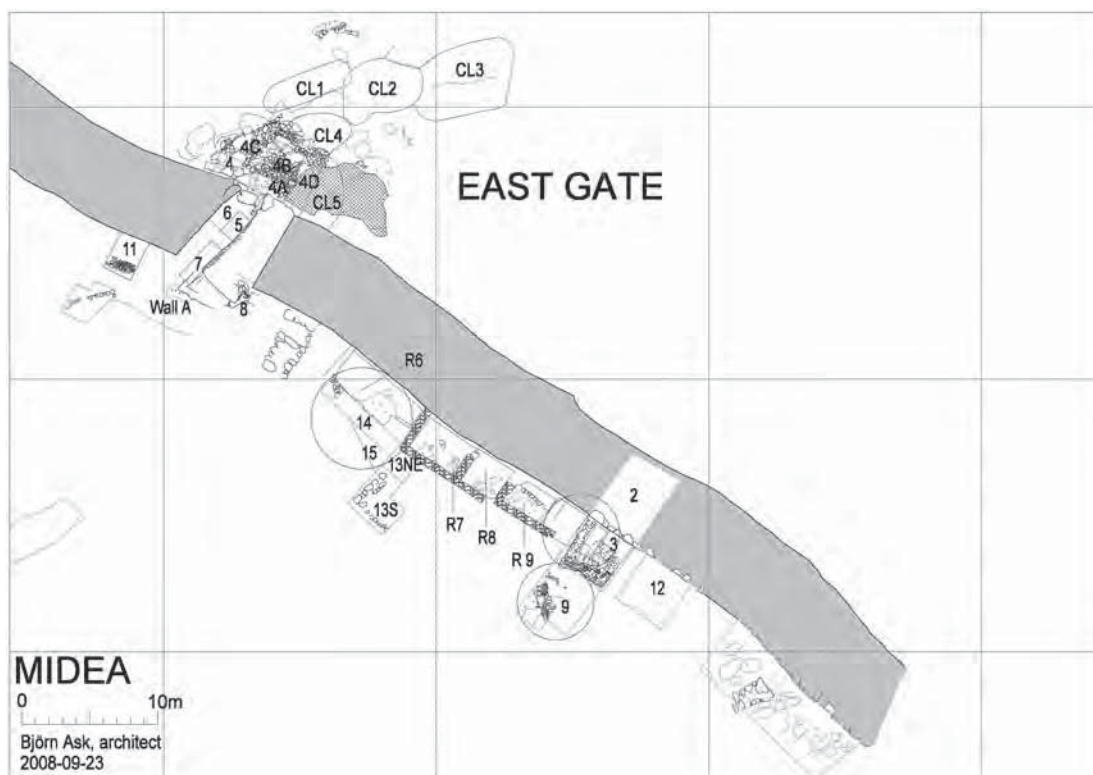 CL1
CL2
CL3
CL4
4C
4
4B
4A
4D
CL5
EAST GATE
6
5
11
7
Wall A
8
R6
14
15
13NE
13S
R7
R8
R 9
2
3
12
9
MIDEA
0 10m
Björn Ask, architect
2008-09-23